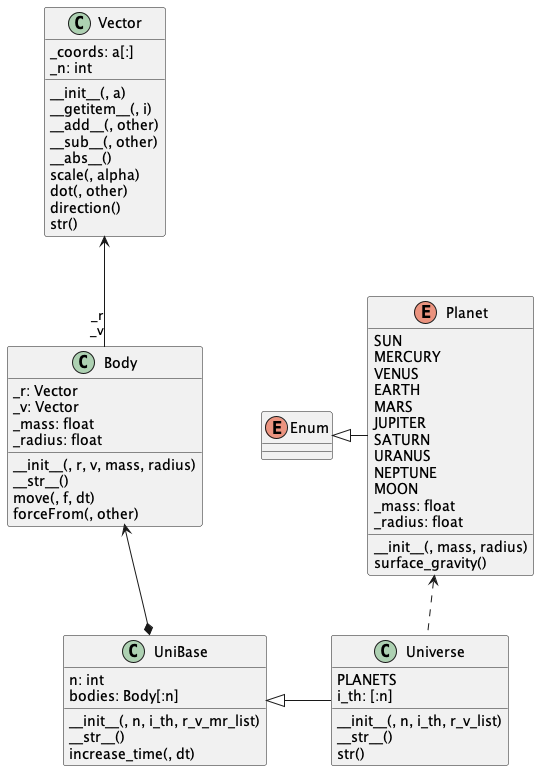 C Vector
_coords: a[:]
_n: int
__init__(, a)
__getitem__(, i)
__add__(, other)
__sub__(, other)
__abs__()
scale(, alpha)
dot(, other)
direction()
str()
_r
_v
C Body
_r: Vector
_v: Vector
_mass: float
_radius: float
__init__(, r, v, mass, radius)
__str__()
move(, f, dt)
forceFrom(, other)
E Enum
E Planet
SUN
MERCURY
VENUS
EARTH
MARS
JUPITER
SATURN
URANUS
NEPTUNE
MOON
_mass: float
_radius: float
__init__(, mass, radius)
surface_gravity()
C UniBase
n: int
bodies: Body[:n]
__init__(, n, i_th, r_v_mr_list)
__str__()
increase_time(, dt)
C Universe
PLANETS
i_th: [:n]
__init__(, n, i_th, r_v_list)
__str__()
str()